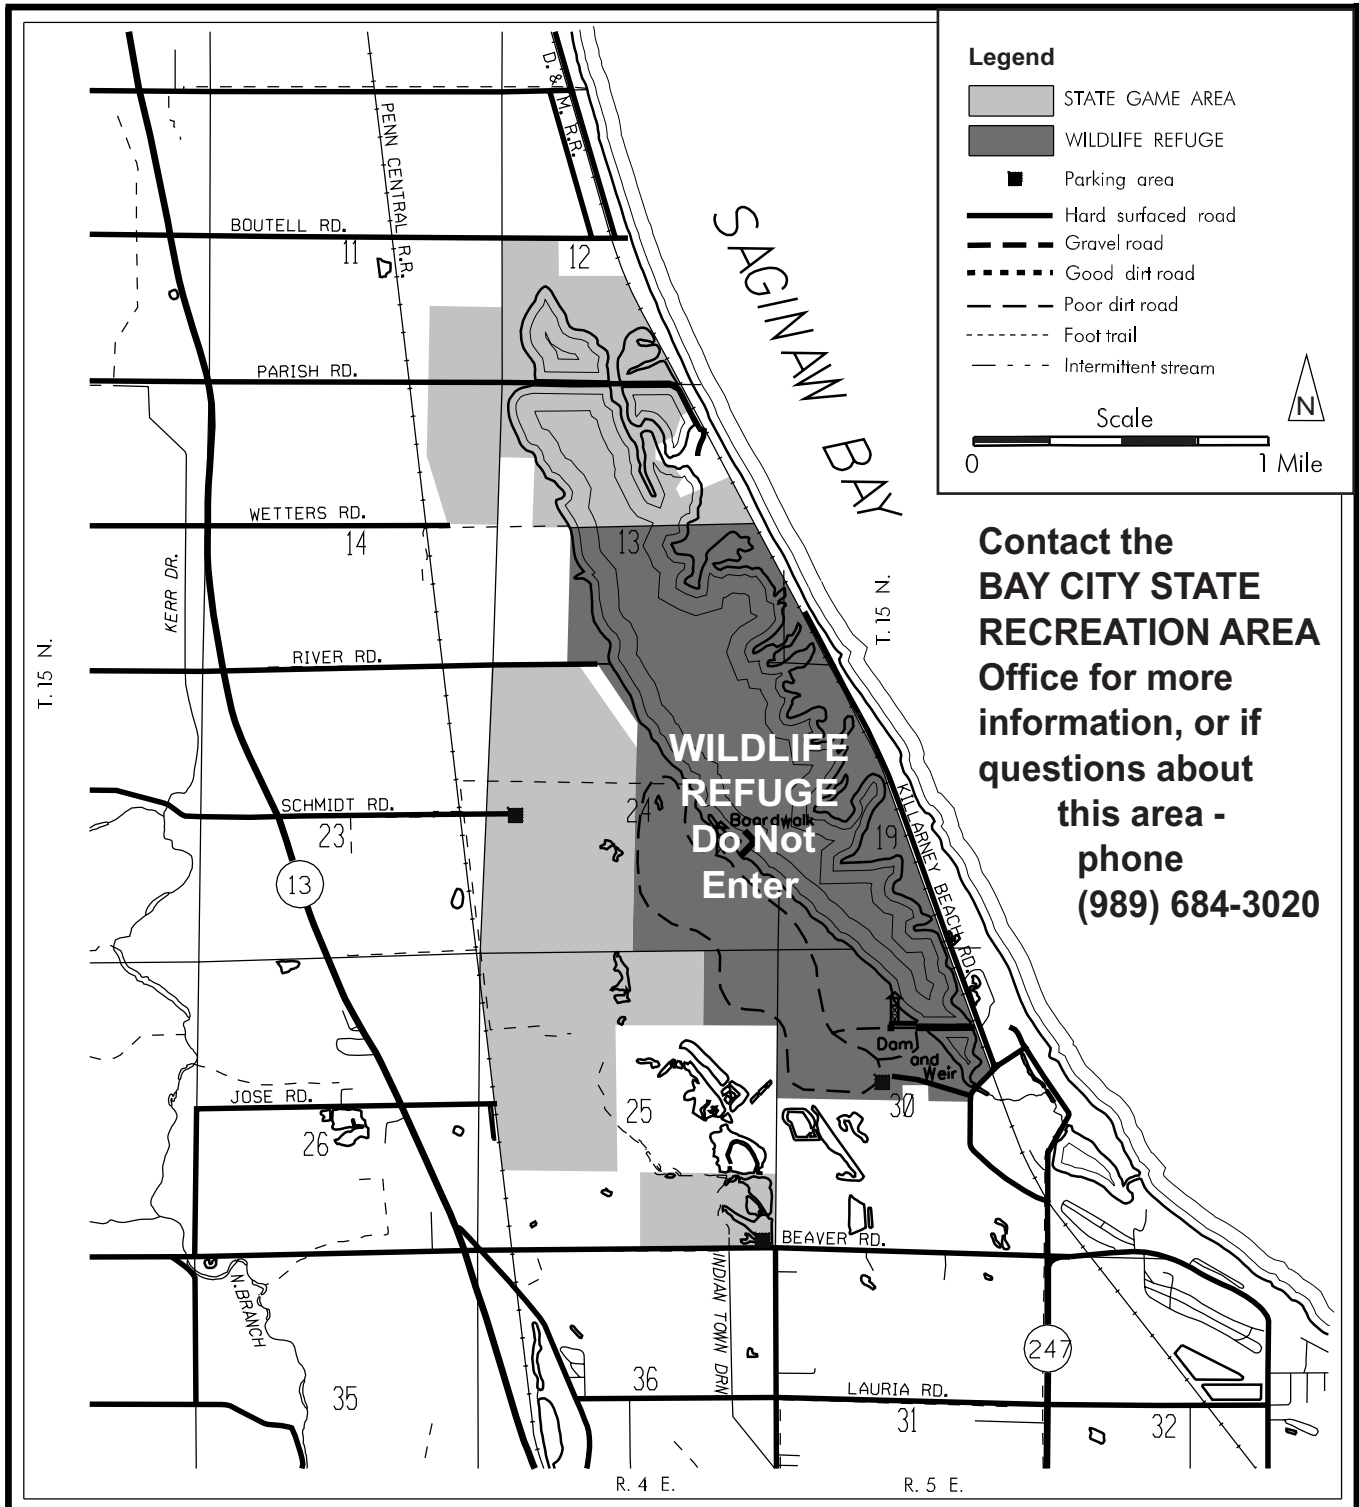 Legend
STATE GAME AREA
WILDLIFE REFUGE
Parking area
Hard surfaced road
Gravel road
Good dirt road
Poor dirt road
Foot trail
Intermittent stream
N
Scale
0
1 Mile
D. & M. R.R.
PENN CENTRAL R.R.
BOUTELL RD.
11
12
SAGINAW BAY
PARISH RD.
WETTERS RD.
14
13
KERR DR.
T. 15 N.
T. 15 N.
RIVER RD.
Contact the
BAY CITY STATE
RECREATION AREA
Office for more
information, or if
questions about
this area -
phone
(989) 684-3020
WILDLIFE
REFUGE
Do Not
Enter
Boardwalk
SCHMIDT RD.
23
24
19
KILLARNEY BEACH RD.
13
Dam
and
Weir
JOSE RD.
26
25
30
BEAVER RD.
N. BRANCH
INDIAN TOWN DRN
247
35
36
LAURIA RD.
31
32
R. 4 E.
R. 5 E.